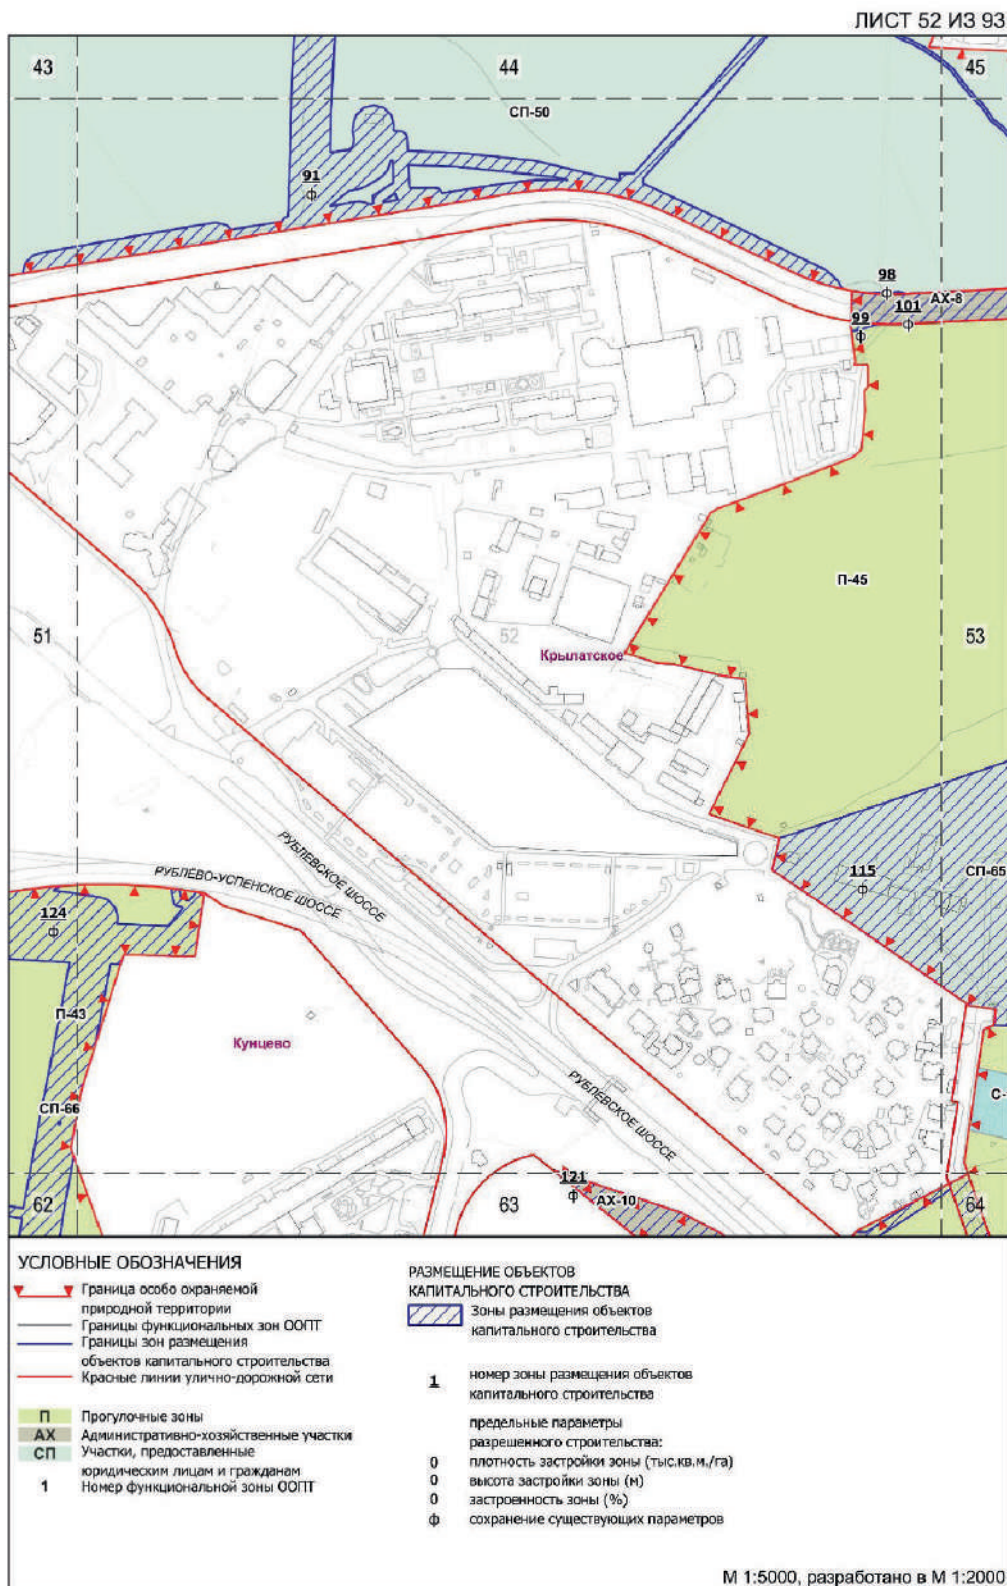 ЛИСТ 52 ИЗ 93
43
44
45
СП-50
91
ф
98
ф
АХ-8
101
ф
99
ф
П-45
51
52
53
Крылатское
РУБЛЕВСКОЕ ШОССЕ
РУБЛЕВО-УСПЕНСКОЕ ШОССЕ
115
ф
СП-65
124
ф
П-43
Кунцево
СП-66
С-
РУБЛЕВСКОЕ ШОССЕ
121
ф
АХ-10
62
63
64
УСЛОВНЫЕ ОБОЗНАЧЕНИЯ
Граница особо охраняемой
природной территории
Границы функциональных зон ООПТ
Границы зон размещения
объектов капитального строительства
Красные линии улично-дорожной сети
П Прогулочные зоны
АХ Административно-хозяйственные участки
СП Участки, предоставленные
юридическим лицам и гражданам
1 Номер функциональной зоны ООПТ
РАЗМЕЩЕНИЕ ОБЪЕКТОВ
КАПИТАЛЬНОГО СТРОИТЕЛЬСТВА
Зоны размещения объектов
капитального строительства
1 номер зоны размещения объектов
капитального строительства
предельные параметры
разрешенного строительства:
0 плотность застройки зоны (тыс.кв.м./га)
0 высота застройки зоны (м)
0 застроенность зоны (%)
ф сохранение существующих параметров
М 1:5000, разработано в М 1:2000